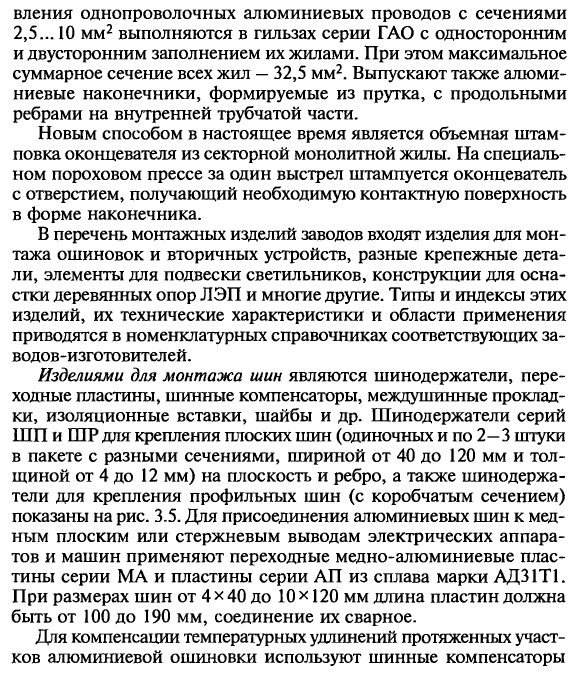 вления однопроволочных алюминиевых проводов с сечениями
2,5... 10 мм² выполняются в гильзах серии ГАО с односторонним
и двусторонним заполнением их жилами. При этом максимальное
суммарное сечение всех жил – 32,5 мм². Выпускают также алюми-
ниевые наконечники, формируемые из прутка, с продольными
ребрами на внутренней трубчатой части.
Новым способом в настоящее время является объемная штам-
повка оконцевателя из секторной монолитной жилы. На специаль-
ном пороховом прессе за один выстрел штампуется оконцеватель
с отверстием, получающий необходимую контактную поверхность
в форме наконечника.
В перечень монтажных изделий заводов входят изделия для мон-
тажа ошиновок и вторичных устройств, разные крепежные дета-
ли, элементы для подвески светильников, конструкции для осна-
стки деревянных опор ЛЭП и многие другие. Типы и индексы этих
изделий, их технические характеристики и области применения
приводятся в номенклатурных справочниках соответствующих за-
водов-изготовителей.
Изделиями для монтажа шин являются шинодержатели, пере-
ходные пластины, шинные компенсаторы, междушинные проклад-
ки, изоляционные вставки, шайбы и др. Шинодержатели серий
ШП и ШР для крепления плоских шин (одиночных и по 2–3 штуки
в пакете с разными сечениями, шириной от 40 до 120 мм и тол-
щиной от 4 до 12 мм) на плоскость и ребро, а также шинодержа-
тели для крепления профильных шин (с коробчатым сечением)
показаны на рис. 3.5. Для присоединения алюминиевых шин к мед-
ным плоским или стержневым выводам электрических аппара-
тов и машин применяют переходные медно-алюминиевые плас-
тины серии МА и пластины серии АП из сплава марки АД31Т1.
При размерах шин от 4×40 до 10×120 мм длина пластин должна
быть от 100 до 190 мм, соединение их сварное.
Для компенсации температурных удлинений протяженных участ-
ков алюминиевой ошиновки используют шинные компенсаторы